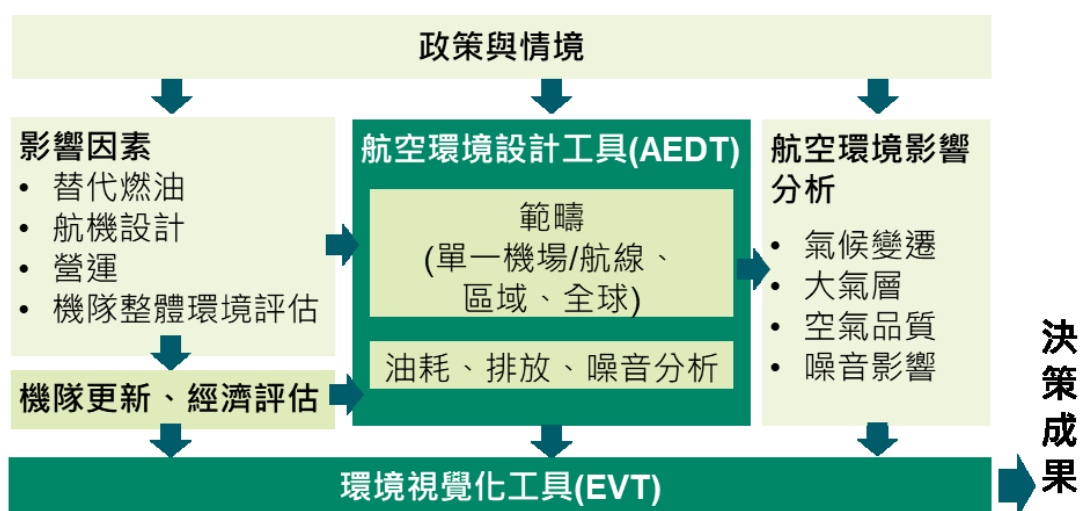 政策與情境
影響因素
• 替代燃油
• 航機設計
• 營運
• 機隊整體環境評估
機隊更新、經濟評估
航空環境設計工具(AEDT)
範疇
(單一機場/航線、
區域、全球)
油耗、排放、噪音分析
航空環境影響
分析
• 氣候變遷
• 大氣層
• 空氣品質
• 噪音影響
環境視覺化工具(EVT)
決策成果